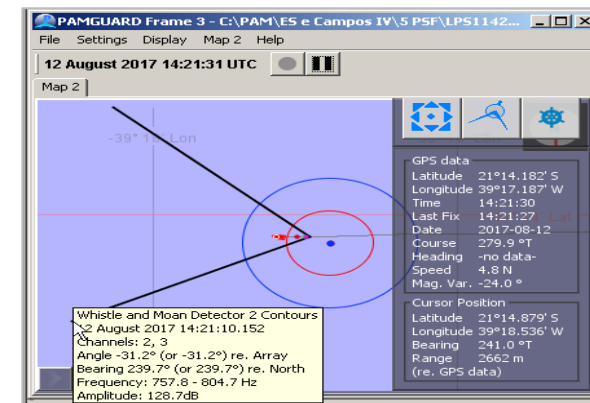 PAMGUARD Frame 3 - C:\PAM\ES e Campos IV\5 PSF\LPS1142...
File Settings Display Map 2 Help
12 August 2017 14:21:31 UTC
Map 2
GPS data
Latitude 21°14.182' S
Longitude 39°17.187' W
Time 14:21:30
Last Fix 14:21:27
Date 2017-08-12
Course 279.9 °T
Heading -no data-
Speed 4.8 N
Mag. Var. -24.0 °
Cursor Position
Latitude 21°14.879' S
Longitude 39°18.536' W
Bearing 241.0 °T
Range 2662 m
(re. GPS data)
Lon
Lat
Whistle and Moan Detector 2 Contours
August 2017 14:21:10.152
Channels: 2, 3
Angle -31.2° (or -31.2°) re. Array
Bearing 239.7° (or 239.7°) re. North
Frequency: 757.8 - 804.7 Hz
Amplitude: 128.7dB